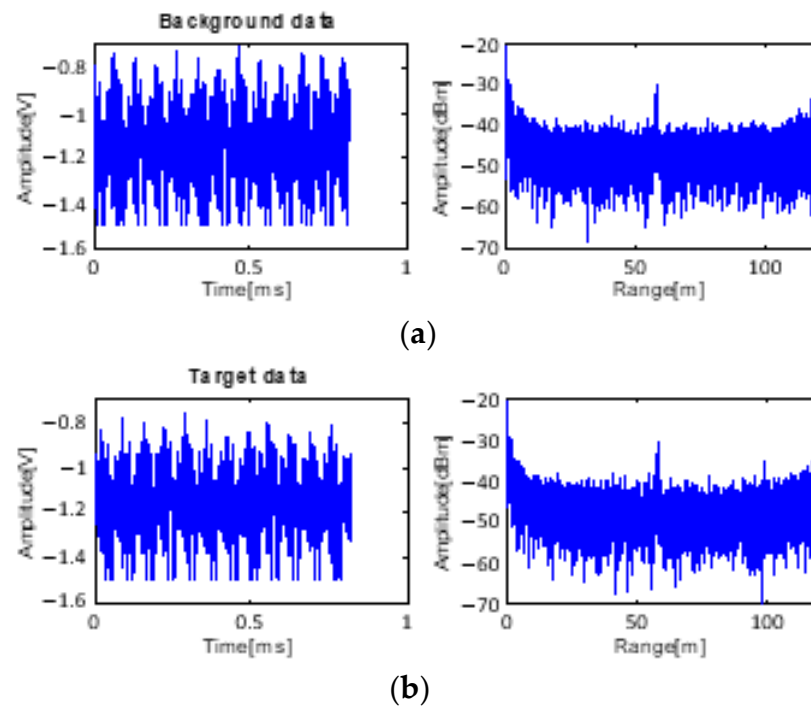 Background data
Amplitude[V]
−0.8
−1
−1.2
−1.4
−1.6
0
0.5
1
Time[ms]
Amplitude[dBm]
−20
−30
−40
−50
−60
−70
0
50
100
Range[m]
(a)
Target data
Amplitude[V]
−0.8
−1
−1.2
−1.4
−1.6
0
0.5
1
Time[ms]
Amplitude[dBm]
−20
−30
−40
−50
−60
−70
0
50
100
Range[m]
(b)